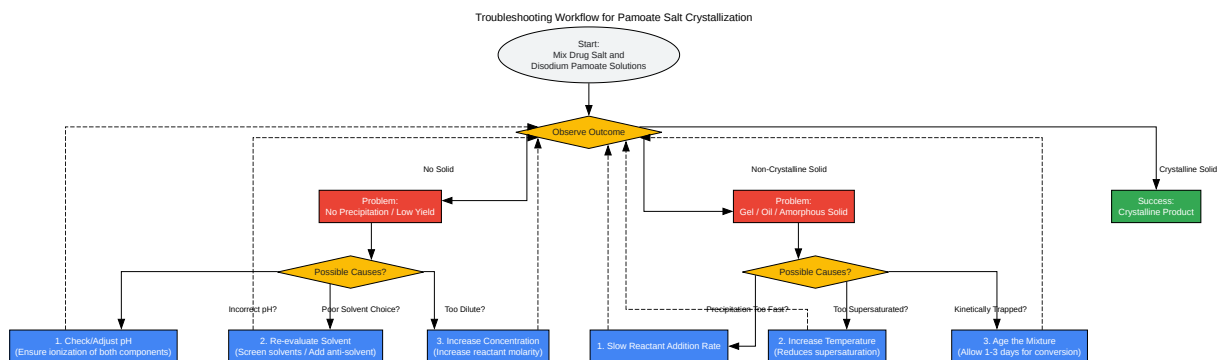 Troubleshooting Workflow for Pamoate Salt Crystallization
Start:
Mix Drug Salt and
Disodium Pamoate Solutions
Observe Outcome
No Solid
Non-Crystalline Solid
Crystalline Solid
Problem:
No Precipitation / Low Yield
Problem:
Gel / Oil / Amorphous Solid
Success:
Crystalline Product
Possible Causes?
Possible Causes?
Incorrect pH?
Poor Solvent Choice?
Too Dilute?
Precipitation Too Fast?
Too Supersaturated?
Kinetically Trapped?
1. Check/Adjust pH
(Ensure ionization of both components)
2. Re-evaluate Solvent
(Screen solvents / Add anti-solvent)
3. Increase Concentration
(Increase reactant molarity)
1. Slow Reactant Addition Rate
2. Increase Temperature
(Reduces supersaturation)
3. Age the Mixture
(Allow 1-3 days for conversion)